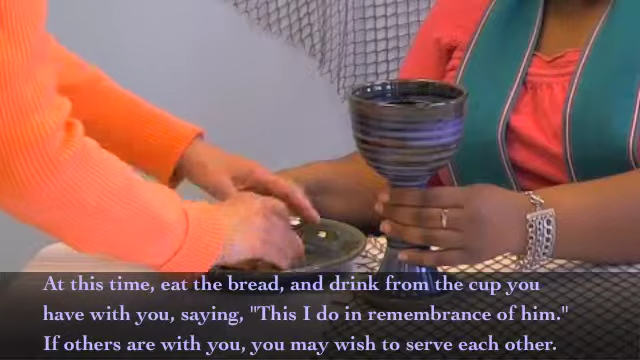 At this time, eat the bread, and drink from the cup you
have with you, saying, "This I do in remembrance of him."
If others are with you, you may wish to serve each other.